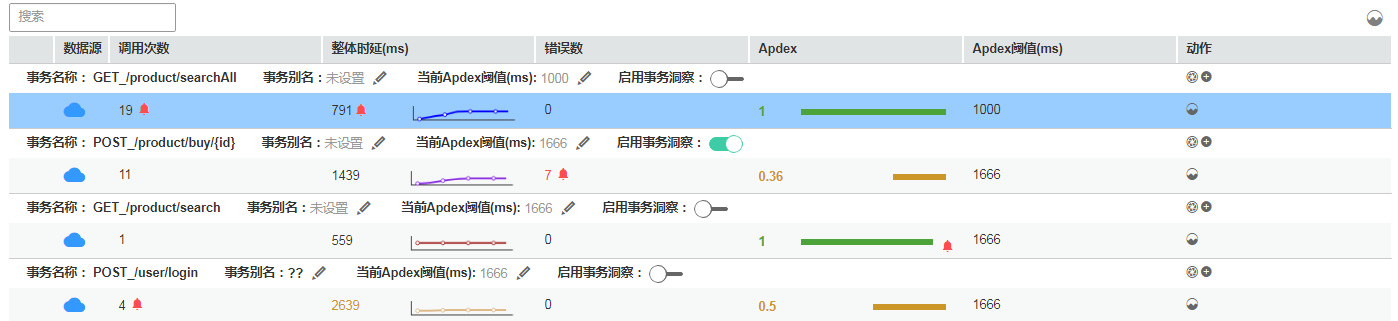 搜索
数据源 调用次数 整体时延(ms) 错误数 Apdex Apdex阈值(ms) 动作
事务名称： GET_/product/searchAll 事务别名：未设置 当前Apdex阈值(ms): 1000 启用事务洞察：
19 791 0 1 1000
事务名称： POST_/product/buy/{id} 事务别名：未设置 当前Apdex阈值(ms): 1666 启用事务洞察：
11 1439 7 0.36 1666
事务名称： GET_/product/search 事务别名：未设置 当前Apdex阈值(ms): 1666 启用事务洞察：
1 559 0 1 1666
事务名称： POST_/user/login 事务别名：?? 当前Apdex阈值(ms): 1666 启用事务洞察：
4 2639 0 0.5 1666